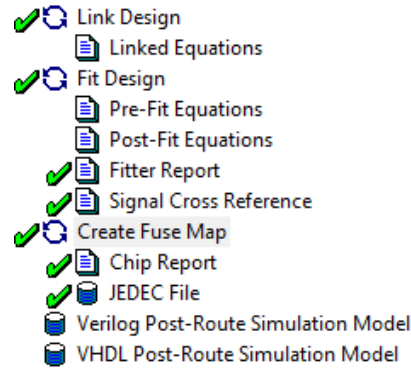 Link Design
Linked Equations
Fit Design
Pre-Fit Equations
Post-Fit Equations
Fitter Report
Signal Cross Reference
Create Fuse Map
Chip Report
JEDEC File
Verilog Post-Route Simulation Model
VHDL Post-Route Simulation Model